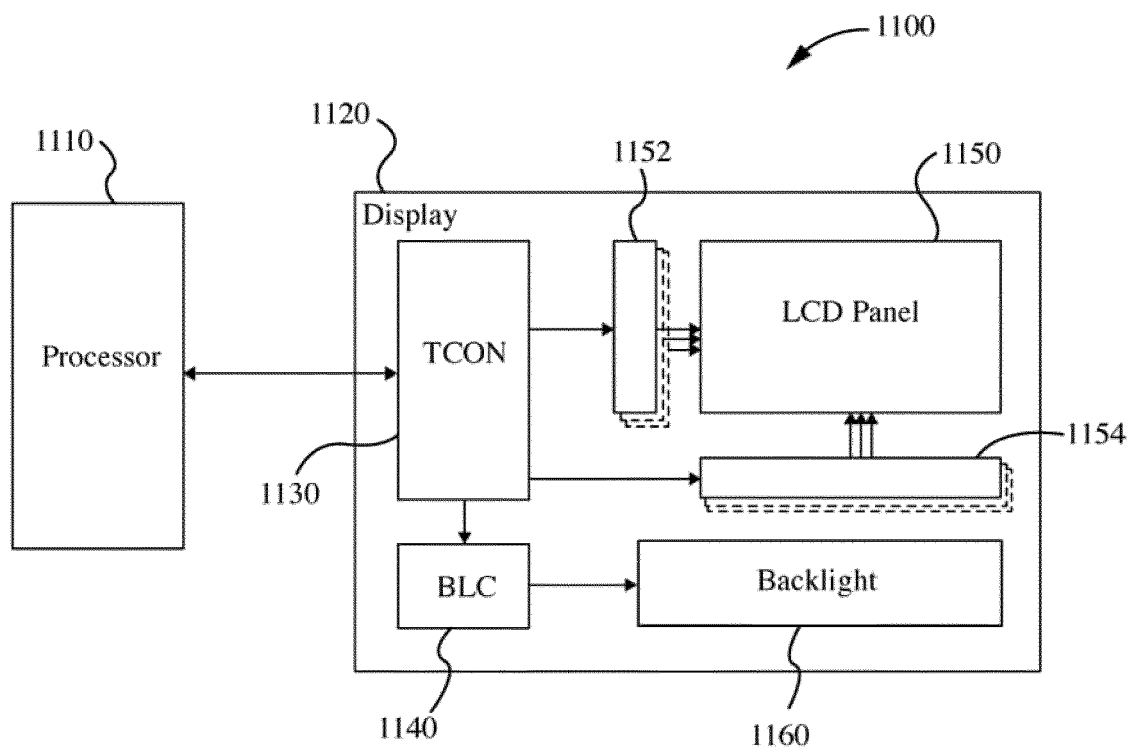 1100
1110
1120
1152
1150
Display
LCD Panel
Processor
TCON
1154
1130
BLC
Backlight
1140
1160